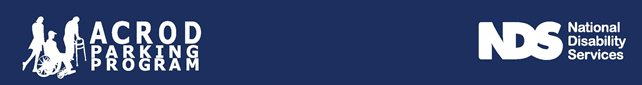 ACROD
PARKING
PROGRAM
NDS
National
Disability
Services